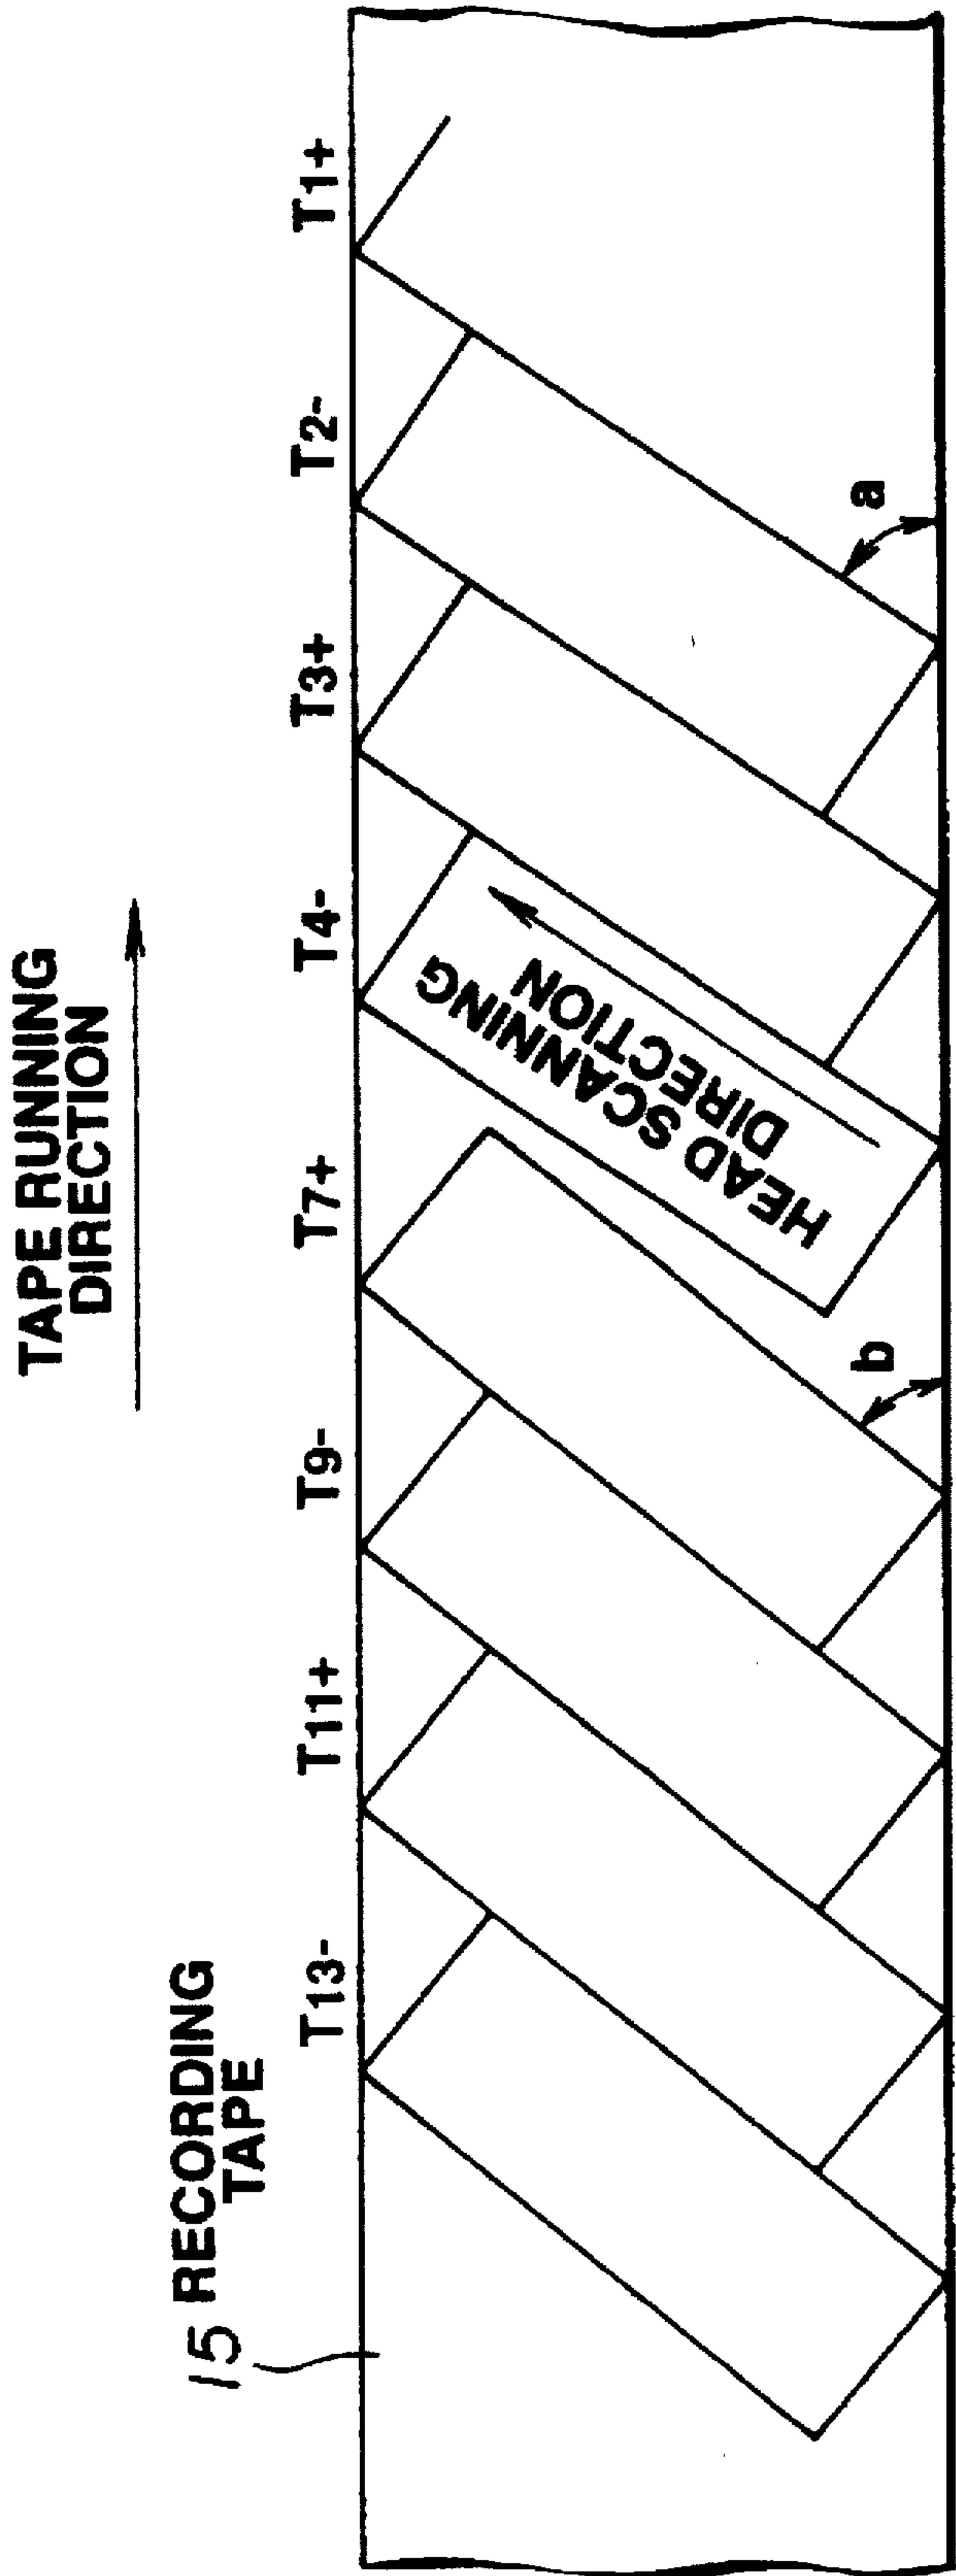 TAPE RUNNING
DIRECTION
15 RECORDING
TAPE
T13-
T11+
T9-
T7+
T4-
T3+
T2-
T1+
HEAD SCANNING
DIRECTION
b
a